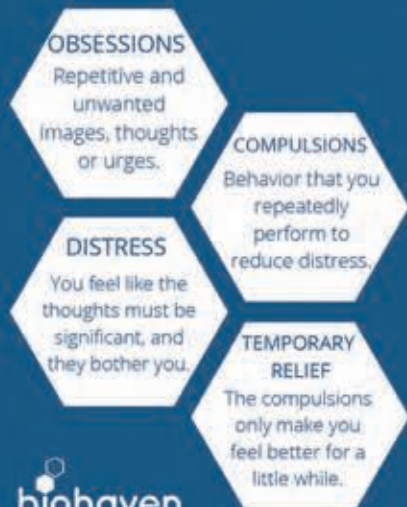 OBSESSIONS
Repetitive and
unwanted
images, thoughts
or urges.
COMPULSIONS
Behavior that you
repeatedly
perform to
reduce distress.
DISTRESS
You feel like the
thoughts must be
significant, and
they bother you.
TEMPORARY
RELIEF
The compulsions
only make you
feel better for a
little while.
biohaven